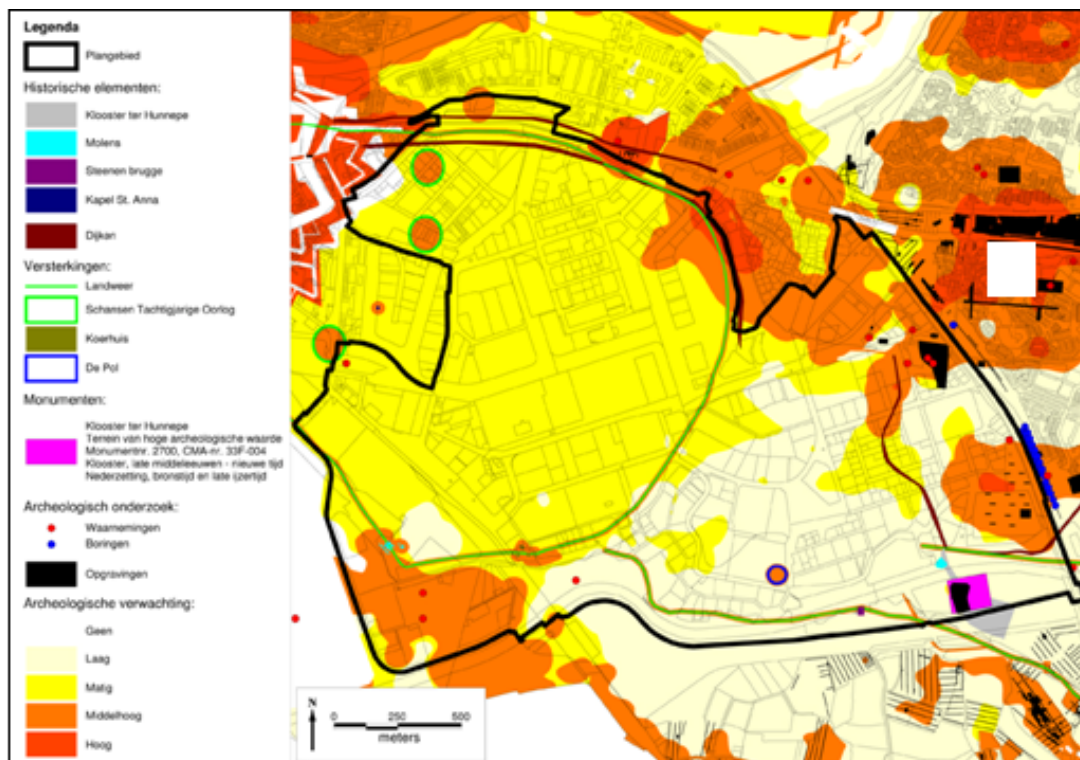 Legenda
Plangebied
Historische elementen:
Klooster ter Hunnepe
Molens
Steenen brugge
Kapel St. Anna
Dijken
Versterkingen:
Landweer
Schansen Tachtigjarige Oorlog
Koerhuis
De Pol
Monumenten:
Klooster ter Hunnepe
Terrein van hoge archeologische waarde
Monumentnr. 2700, CMA-nr. 33F-004
Klooster, late middeleeuwen - nieuwe tijd
Nederzetting, bronstijd en late ijzertijd
Archeologisch onderzoek:
Waarnemingen
Boringen
Opgravingen
Archeologische verwachting:
Geen
Laag
Matig
Middelhoog
Hoog
N
0 250 500
meters